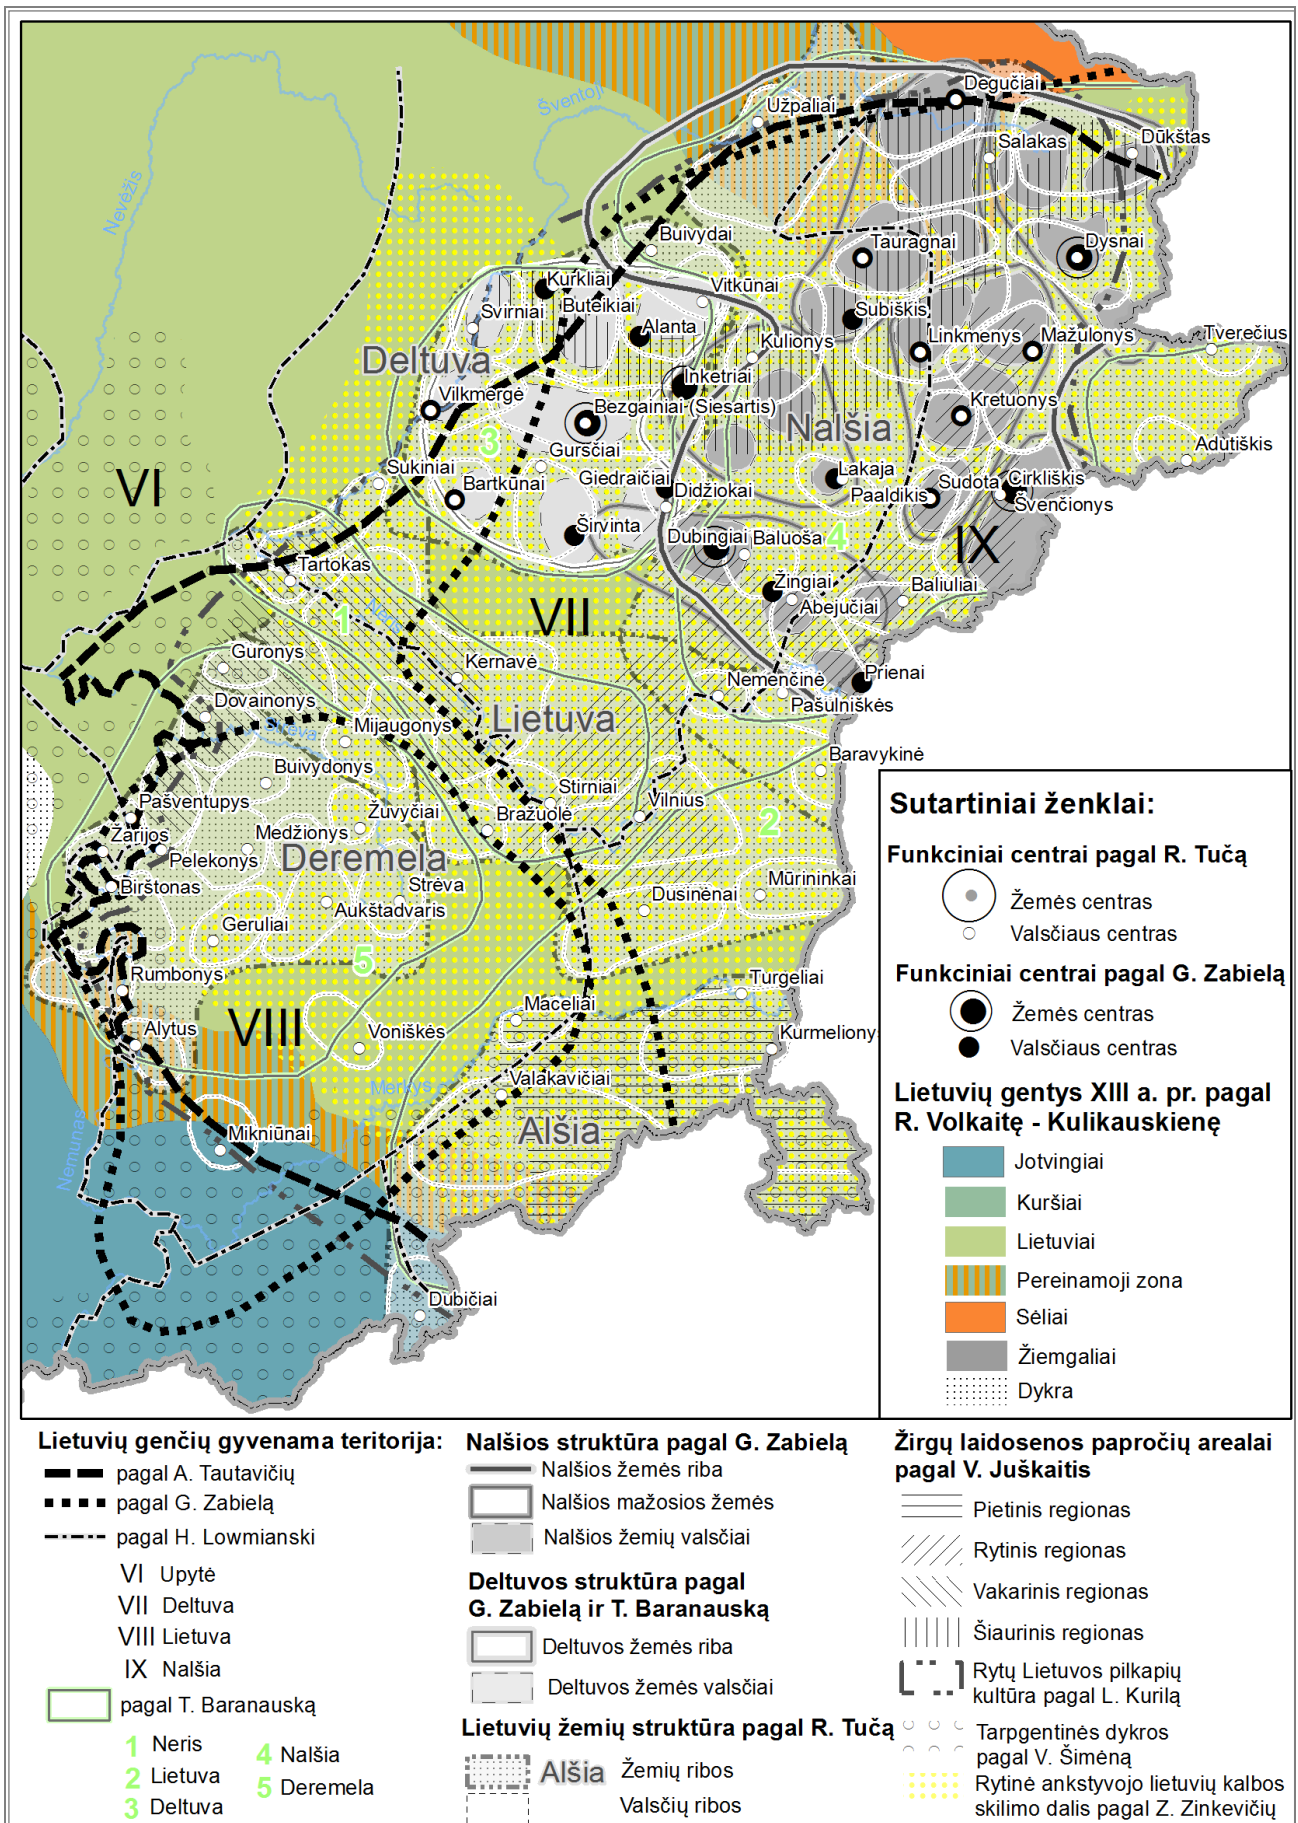 Degučiai
Užpaliai
Šventoji
Salakas
Dūkštas
Nevėžis
Buivydai
Tauragnai
Dysnai
Kurkliai
Vitkūnai
Svirniai
Buteikiai
Alanta
Subiškis
Linkmenys
Mažulonys
Tverečius
Kulionys
Deltuva
Inketriai
Vilkmergė
Bezgainiai (Siesartis)
Kretuonys
3
Nalšia
Adutiškis
Gurščiai
Sukiniai
Giedraičiai
Lakaja
VI
Bartkūnai
Didžiokai
Paaldikis
Sudota
Cirkliškis
Švenčionys
Širvinta
Dubingiai
Baluoša
4
IX
Tartokas
Žingiai
Baliuliai
Abejučiai
1
Neris
VII
Guronys
Kernavė
Nemenčinė
Prienai
Dovainonys
Pašulniškės
Lietuva
Strėva
Mijaugonys
Baravykinė
Buivydonys
Stirniai
Pašventupys
Žuvyčiai
Bražuolė
Vilnius
2
Žarijos
Medžionys
Pelekonys
Deremela
Birštonas
Strėva
Dusinėnai
Mūrininkai
Aukštadvaris
Geruliai
5
Rumbonys
Turgeliai
Maceliai
VIII
Alytus
Voniškės
Kurmelionys
Merkys
Valakavičiai
Nemunas
Mikniūnai
Alšia
Dubičiai
Sutartiniai ženklai:
Funkciniai centrai pagal R. Tučą
Žemės centras
Valsčiaus centras
Funkciniai centrai pagal G. Zabielą
Žemės centras
Valsčiaus centras
Lietuvių gentys XIII a. pr. pagal
R. Volkaitę - Kulikauskienę
Jotvingiai
Kuršiai
Lietuviai
Pereinamoji zona
Sėliai
Žiemgaliai
Dykra
Lietuvių genčių gyvenama teritorija:
pagal A. Tautavičių
pagal G. Zabielą
pagal H. Lowmianski
VI Upytė
VII Deltuva
VIII Lietuva
IX Nalšia
pagal T. Baranauską
1 Neris
2 Lietuva
3 Deltuva
4 Nalšia
5 Deremela
Nalšios struktūra pagal G. Zabielą
Nalšios žemės riba
Nalšios mažosios žemės
Nalšios žemių valsčiai
Deltuvos struktūra pagal
G. Zabielą ir T. Baranauską
Deltuvos žemės riba
Deltuvos žemės valsčiai
Lietuvių žemių struktūra pagal R. Tučą
Alšia Žemių ribos
Valsčių ribos
Žirgų laidosenos papročių arealai
pagal V. Juškaitis
Pietinis regionas
Rytinis regionas
Vakarinis regionas
Šiaurinis regionas
Rytų Lietuvos pilkapių
kultūra pagal L. Kurilą
Tarpgentinės dykros
pagal V. Šimėną
Rytinė ankstyvojo lietuvių kalbos
skilimo dalis pagal Z. Zinkevičių